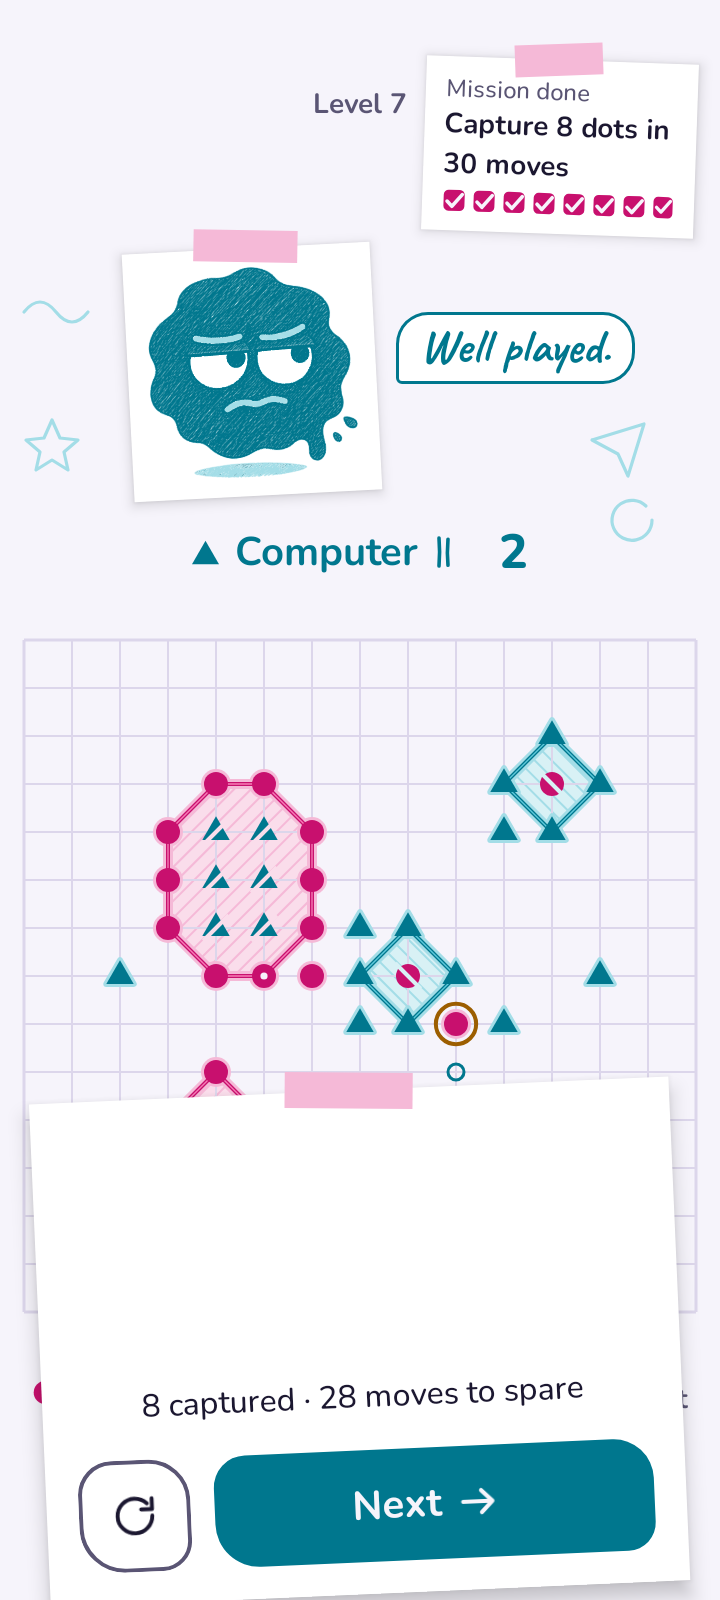 Level 7
Mission done
Capture 8 dots in
30 moves
Well played.
Computer 2
8 captured · 28 moves to spare
Next